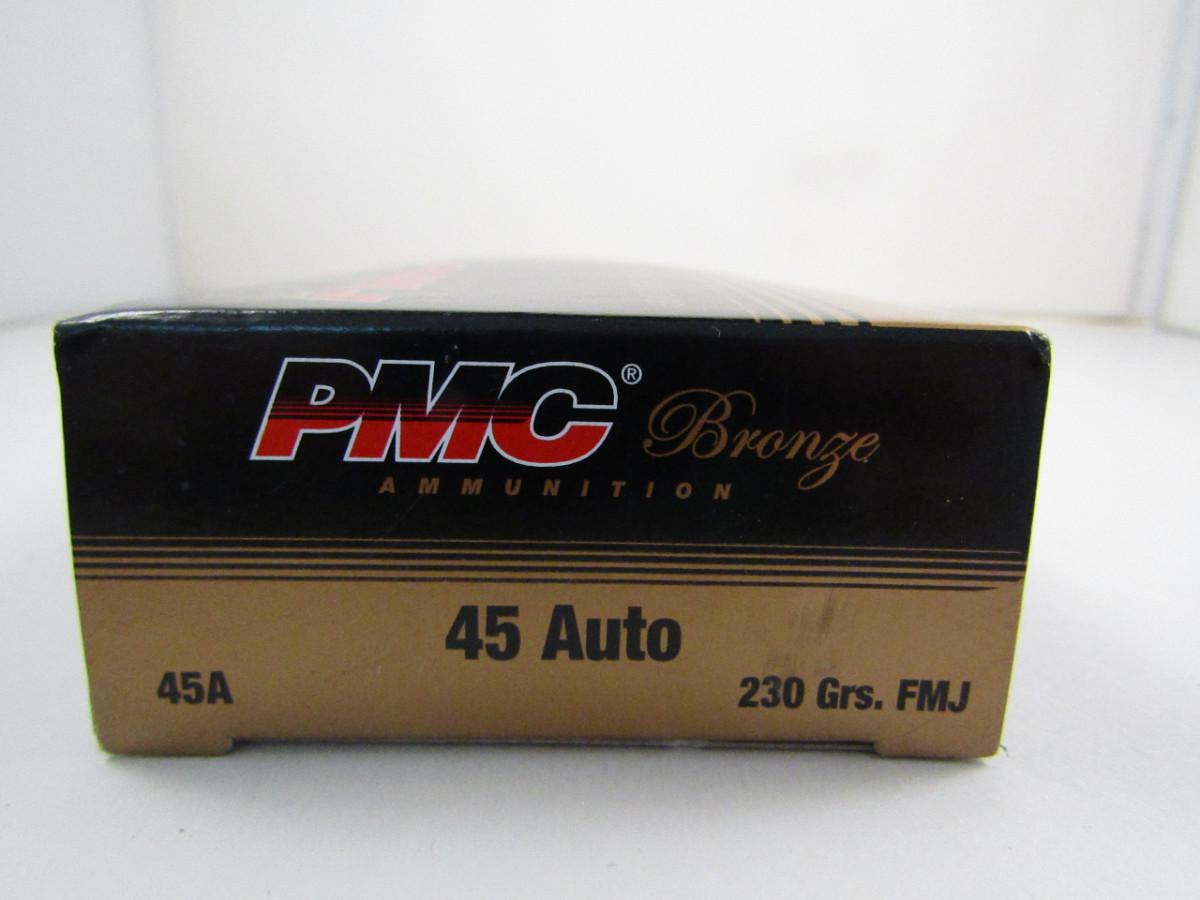 PMC® Bronze
AMMUNITION
45 Auto
45A
230 Grs. FMJ